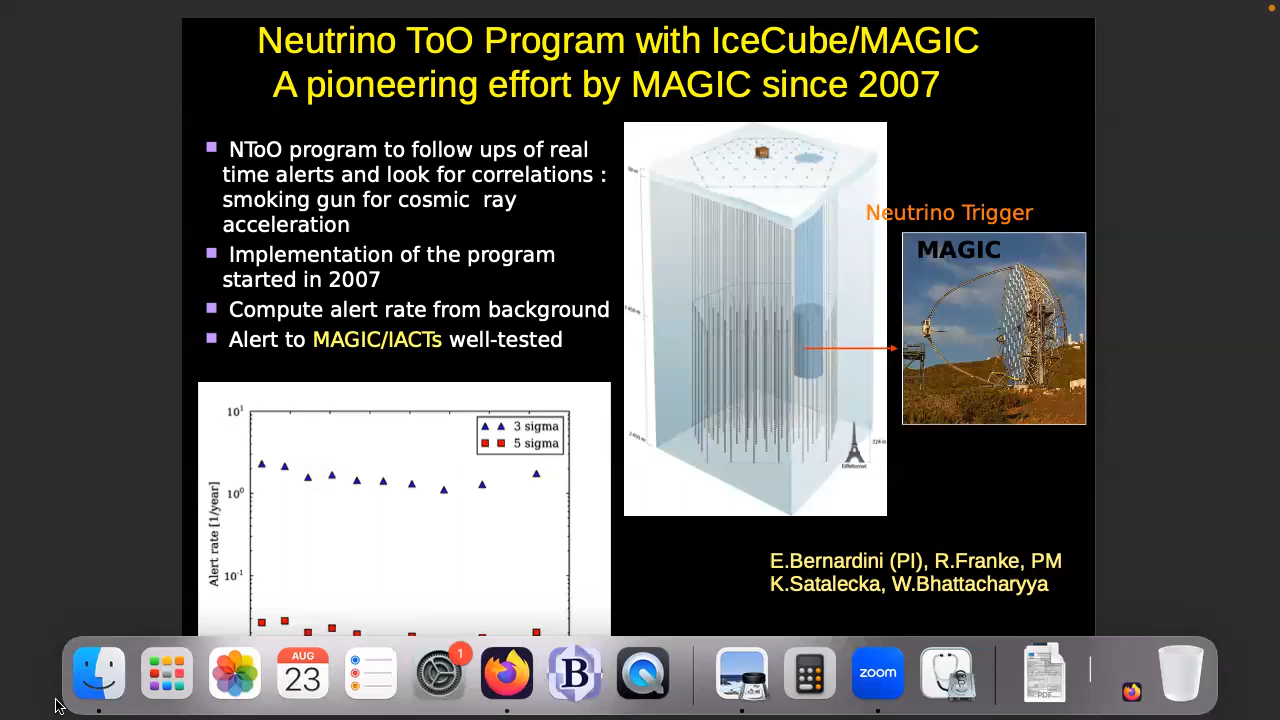 Neutrino ToO Program with IceCube/MAGIC
A pioneering effort by MAGIC since 2007
NToO program to follow ups of real
time alerts and look for correlations :
smoking gun for cosmic ray
acceleration
Implementation of the program
started in 2007
Compute alert rate from background
Alert to MAGIC/IACTs well-tested
Neutrino Trigger
MAGIC
324 m
10¹
3 sigma
5 sigma
10⁰
Alert rate [1/year]
10⁻¹
E.Bernardini (PI), R.Franke, PM
K.Satalecka, W.Bhattacharyya
AUG
23
1
B
zoom
PDF